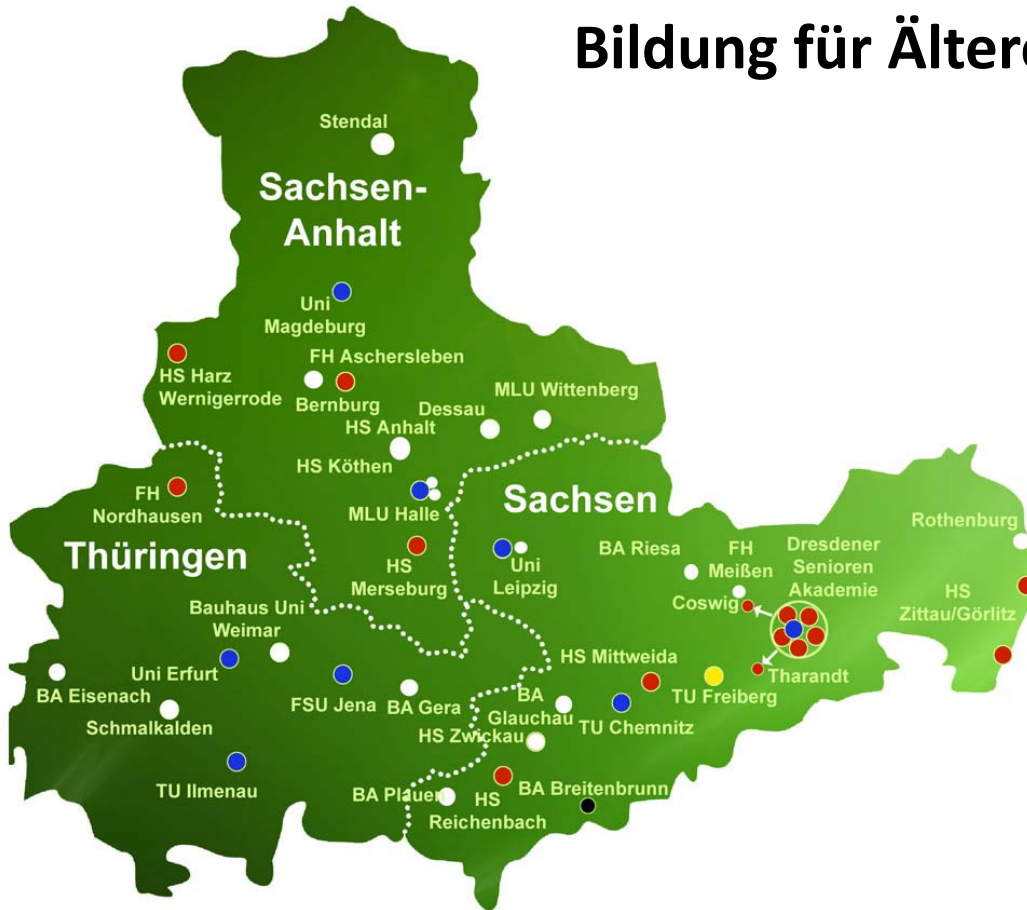 Bildung für Ältere
Stendal
Sachsen-
Anhalt
Uni
Magdeburg
FH Aschersleben
HS Harz
Wernigerrode
Bernburg
Dessau
MLU Wittenberg
HS Anhalt
HS Köthen
FH
Nordhausen
MLU Halle
Sachsen
Thüringen
HS
Merseburg
Uni
Leipzig
BA Riesa
FH
Meißen
Dresdener
Senioren
Akademie
Rothenburg
Coswig
HS
Zittau/Görlitz
Bauhaus Uni
Weimar
Uni Erfurt
BA Eisenach
Schmalkalden
FSU Jena
BA Gera
HS Mittweida
Tharandt
TU Freiberg
BA
Glauchau
TU Chemnitz
HS Zwickau
TU Ilmenau
BA Plauen
HS
Reichenbach
BA Breitenbrunn